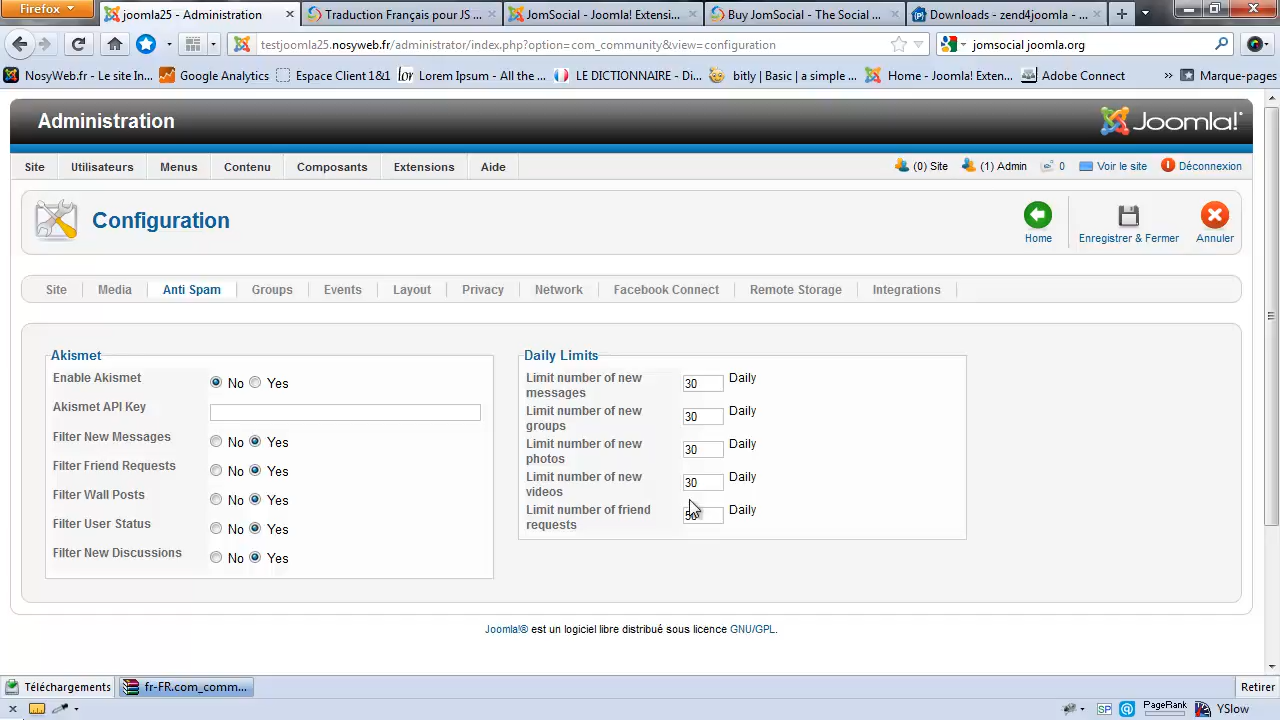 Firefox
joomla25 - Administration
Traduction Français pour JS ...
JomSocial - Joomla! Extensi...
Buy JomSocial - The Social ...
Downloads - zend4joomla - ...
testjoomla25.nosyweb.fr/administrator/index.php?option=com_community&view=configuration
jomsocial joomla.org
NosyWeb.fr - Le site In...
Google Analytics
Espace Client 1&1
Lorem Ipsum - All the ...
LE DICTIONNAIRE - Di...
bitly | Basic | a simple ...
Home - Joomla! Exten...
Adobe Connect
» Marque-pages
Administration
Joomla!
Site Utilisateurs Menus Contenu Composants Extensions Aide
(0) Site (1) Admin 0 Voir le site Déconnexion
Configuration
Home Enregistrer & Fermer Annuler
Site Media Anti Spam Groups Events Layout Privacy Network Facebook Connect Remote Storage Integrations
Akismet
Enable Akismet No Yes
Akismet API Key
Filter New Messages No Yes
Filter Friend Requests No Yes
Filter Wall Posts No Yes
Filter User Status No Yes
Filter New Discussions No Yes
Daily Limits
Limit number of new
messages 30 Daily
Limit number of new
groups 30 Daily
Limit number of new
photos 30 Daily
Limit number of new
videos 30 Daily
Limit number of friend
requests Daily
Joomla!® est un logiciel libre distribué sous licence GNU/GPL.
Téléchargements
fr-FR.com_comm...
Retirer
SP @ PageRank YSlow